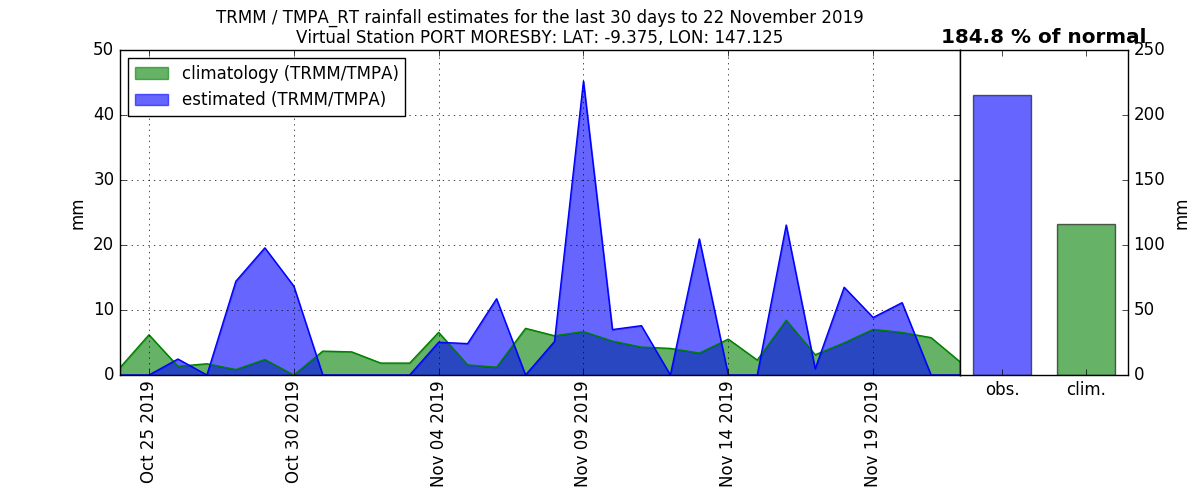 TRMM / TMPA_RT rainfall estimates for the last 30 days to 22 November 2019
Virtual Station PORT MORESBY: LAT: -9.375, LON: 147.125
184.8 % of normal
climatology (TRMM/TMPA)
estimated (TRMM/TMPA)
50
40
30
20
10
0
mm
Oct 25 2019
Oct 30 2019
Nov 04 2019
Nov 09 2019
Nov 14 2019
Nov 19 2019
250
200
150
100
50
0
mm
obs.
clim.